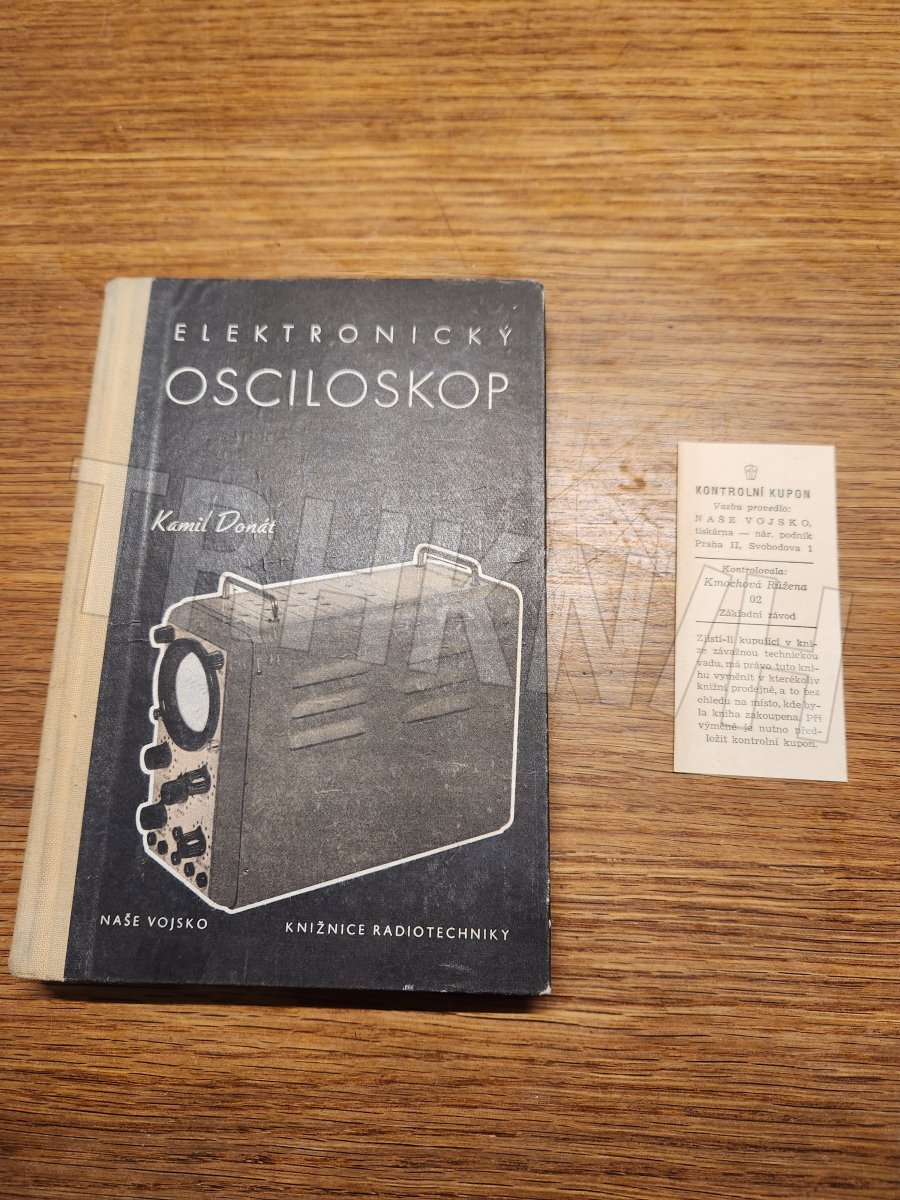 ELEKTRONICKÝ
OSCILOSKOP
Kamil Donát
NAŠE VOJSKO
KNIŽNICE RADIOTECHNIKY
KONTROLNÍ KUPON
Vazbu provedlo:
NAŠE VOJSKO,
tiskárna — nár. podnik
Praha II, Svobodova 1
Kontrolovala:
Kmochová Růžena
02
Základní závod
Zjistí-li kupující v kni-
ze závažnou technickou
vadu, má právo tuto kni-
hu vyměnit v kterékoliv
knižní prodejně, a to bez
ohledu na místo, kde by-
la kniha zakoupena. Při
výměně je nutno před-
ložit kontrolní kupon.